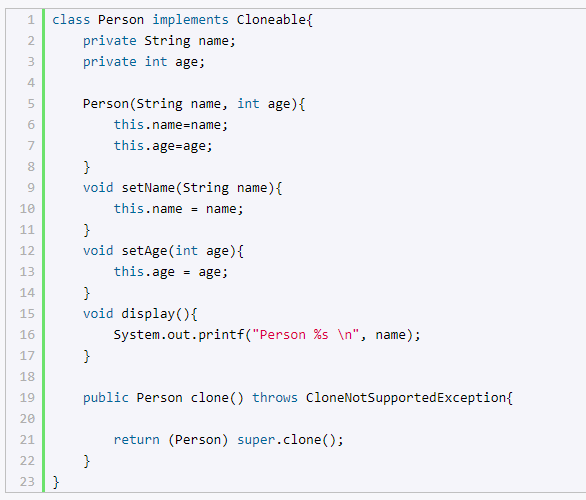 1 class Person implements Cloneable{
2     private String name;
3     private int age;
4
5     Person(String name, int age){
6         this.name=name;
7         this.age=age;
8     }
9     void setName(String name){
10         this.name = name;
11     }
12     void setAge(int age){
13         this.age = age;
14     }
15     void display(){
16         System.out.printf("Person %s \n", name);
17     }
18
19     public Person clone() throws CloneNotSupportedException{
20
21         return (Person) super.clone();
22     }
23 }